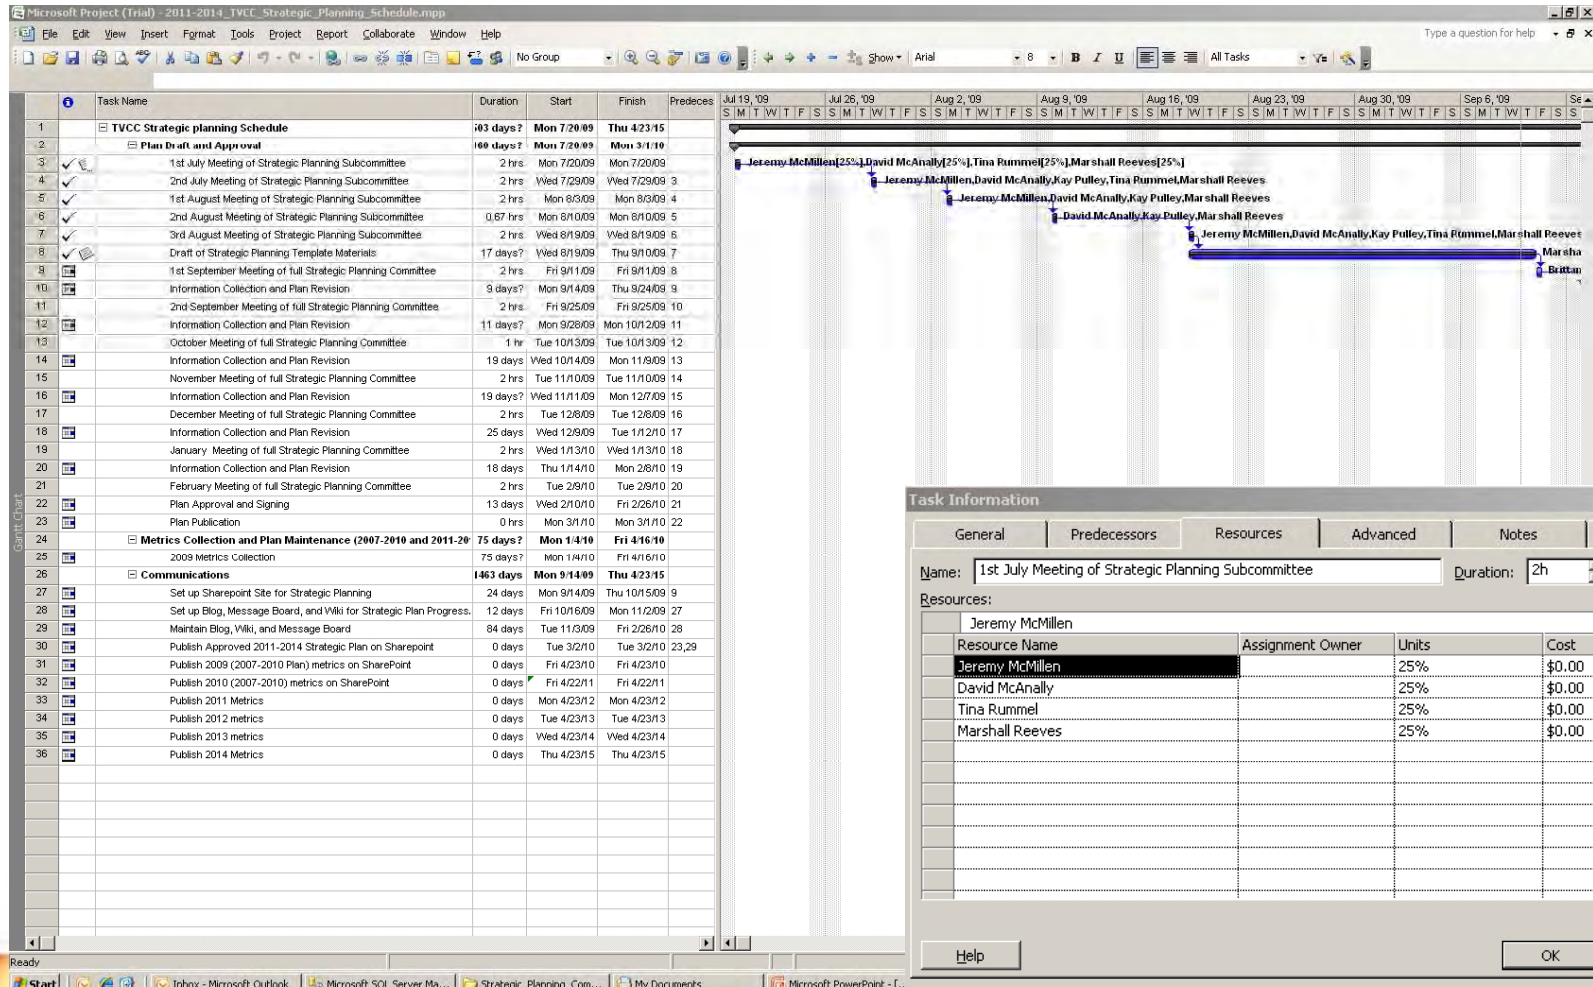 Microsoft Project (Trial) - 2011-2014_TVCC_Strategic_Planning_Schedule.mpp
File Edit View Insert Format Tools Project Report Collaborate Window Help Type a question for help
No Group Show Arial 8 B I U All Tasks
Task Name Duration Start Finish Predeces Jul 19, '09 Jul 26, '09 Aug 2, '09 Aug 9, '09 Aug 16, '09 Aug 23, '09 Aug 30, '09 Sep 6, '09 Se
S M T W T F S S M T W T F S S M T W T F S S M T W T F S S M T W T F S S M T W T F S S M T W T F S S M T W T F S S
1 TVCC Strategic planning Schedule 503 days? Mon 7/20/09 Thu 4/23/15
2 Plan Draft and Approval 160 days? Mon 7/20/09 Mon 3/1/10
3 1st July Meeting of Strategic Planning Subcommittee 2 hrs Mon 7/20/09 Mon 7/20/09 Jeremy McMillen[25%],David McAnally[25%],Tina Rummel[25%],Marshall Reeves[25%]
4 2nd July Meeting of Strategic Planning Subcommittee 2 hrs Wed 7/29/09 Wed 7/29/09 3 Jeremy McMillen,David McAnally,Kay Pulley,Tina Rummel,Marshall Reeves
5 1st August Meeting of Strategic Planning Subcommittee 2 hrs Mon 8/3/09 Mon 8/3/09 4 Jeremy McMillen,David McAnally,Kay Pulley,Marshall Reeves
6 2nd August Meeting of Strategic Planning Subcommittee 0.67 hrs Mon 8/10/09 Mon 8/10/09 5 David McAnally,Kay Pulley,Marshall Reeves
7 3rd August Meeting of Strategic Planning Subcommittee 2 hrs Wed 8/19/09 Wed 8/19/09 6 Jeremy McMillen,David McAnally,Kay Pulley,Tina Rummel,Marshall Reeves
8 Draft of Strategic Planning Template Materials 17 days? Wed 8/19/09 Thu 9/10/09 7 Marsha
9 1st September Meeting of full Strategic Planning Committee 2 hrs Fri 9/11/09 Fri 9/11/09 8 Brittan
10 Information Collection and Plan Revision 9 days? Mon 9/14/09 Thu 9/24/09 9
11 2nd September Meeting of full Strategic Planning Committee 2 hrs Fri 9/25/09 Fri 9/25/09 10
12 Information Collection and Plan Revision 11 days? Mon 9/28/09 Mon 10/12/09 11
13 October Meeting of full Strategic Planning Committee 1 hr Tue 10/13/09 Tue 10/13/09 12
14 Information Collection and Plan Revision 19 days Wed 10/14/09 Mon 11/9/09 13
15 November Meeting of full Strategic Planning Committee 2 hrs Tue 11/10/09 Tue 11/10/09 14
16 Information Collection and Plan Revision 19 days? Wed 11/11/09 Mon 12/7/09 15
17 December Meeting of full Strategic Planning Committee 2 hrs Tue 12/8/09 Tue 12/8/09 16
18 Information Collection and Plan Revision 25 days Wed 12/9/09 Tue 1/12/10 17
19 January Meeting of full Strategic Planning Committee 2 hrs Wed 1/13/10 Wed 1/13/10 18
20 Information Collection and Plan Revision 18 days Thu 1/14/10 Mon 2/8/10 19
21 February Meeting of full Strategic Planning Committee 2 hrs Tue 2/9/10 Tue 2/9/10 20
22 Plan Approval and Signing 13 days Wed 2/10/10 Fri 2/26/10 21
23 Plan Publication 0 hrs Mon 3/1/10 Mon 3/1/10 22
24 Metrics Collection and Plan Maintenance (2007-2010 and 2011-20 75 days? Mon 1/4/10 Fri 4/16/10
25 2009 Metrics Collection 75 days? Mon 1/4/10 Fri 4/16/10
26 Communications 1463 days Mon 9/14/09 Thu 4/23/15
27 Set up Sharepoint Site for Strategic Planning 24 days Mon 9/14/09 Thu 10/15/09 9
28 Set up Blog, Message Board, and Wiki for Strategic Plan Progress. 12 days Fri 10/16/09 Mon 11/2/09 27
29 Maintain Blog, Wiki, and Message Board 84 days Tue 11/3/09 Fri 2/26/10 28
30 Publish Approved 2011-2014 Strategic Plan on Sharepoint 0 days Tue 3/2/10 Tue 3/2/10 23,29
31 Publish 2009 (2007-2010 Plan) metrics on SharePoint 0 days Fri 4/23/10 Fri 4/23/10
32 Publish 2010 (2007-2010) metrics on SharePoint 0 days Fri 4/22/11 Fri 4/22/11
33 Publish 2011 Metrics 0 days Mon 4/23/12 Mon 4/23/12
34 Publish 2012 metrics 0 days Tue 4/23/13 Tue 4/23/13
35 Publish 2013 metrics 0 days Wed 4/23/14 Wed 4/23/14
36 Publish 2014 Metrics 0 days Thu 4/23/15 Thu 4/23/15
Gantt Chart
Task Information
General Predecessors Resources Advanced Notes
Name: 1st July Meeting of Strategic Planning Subcommittee Duration: 2h
Resources:
Jeremy McMillen
Resource Name Assignment Owner Units Cost
Jeremy McMillen 25% $0.00
David McAnally 25% $0.00
Tina Rummel 25% $0.00
Marshall Reeves 25% $0.00
Help OK
Ready
Start Inbox - Microsoft Outlook Microsoft SQL Server Ma... Strategic_Planning_Com... My Documents Microsoft PowerPoint - [...